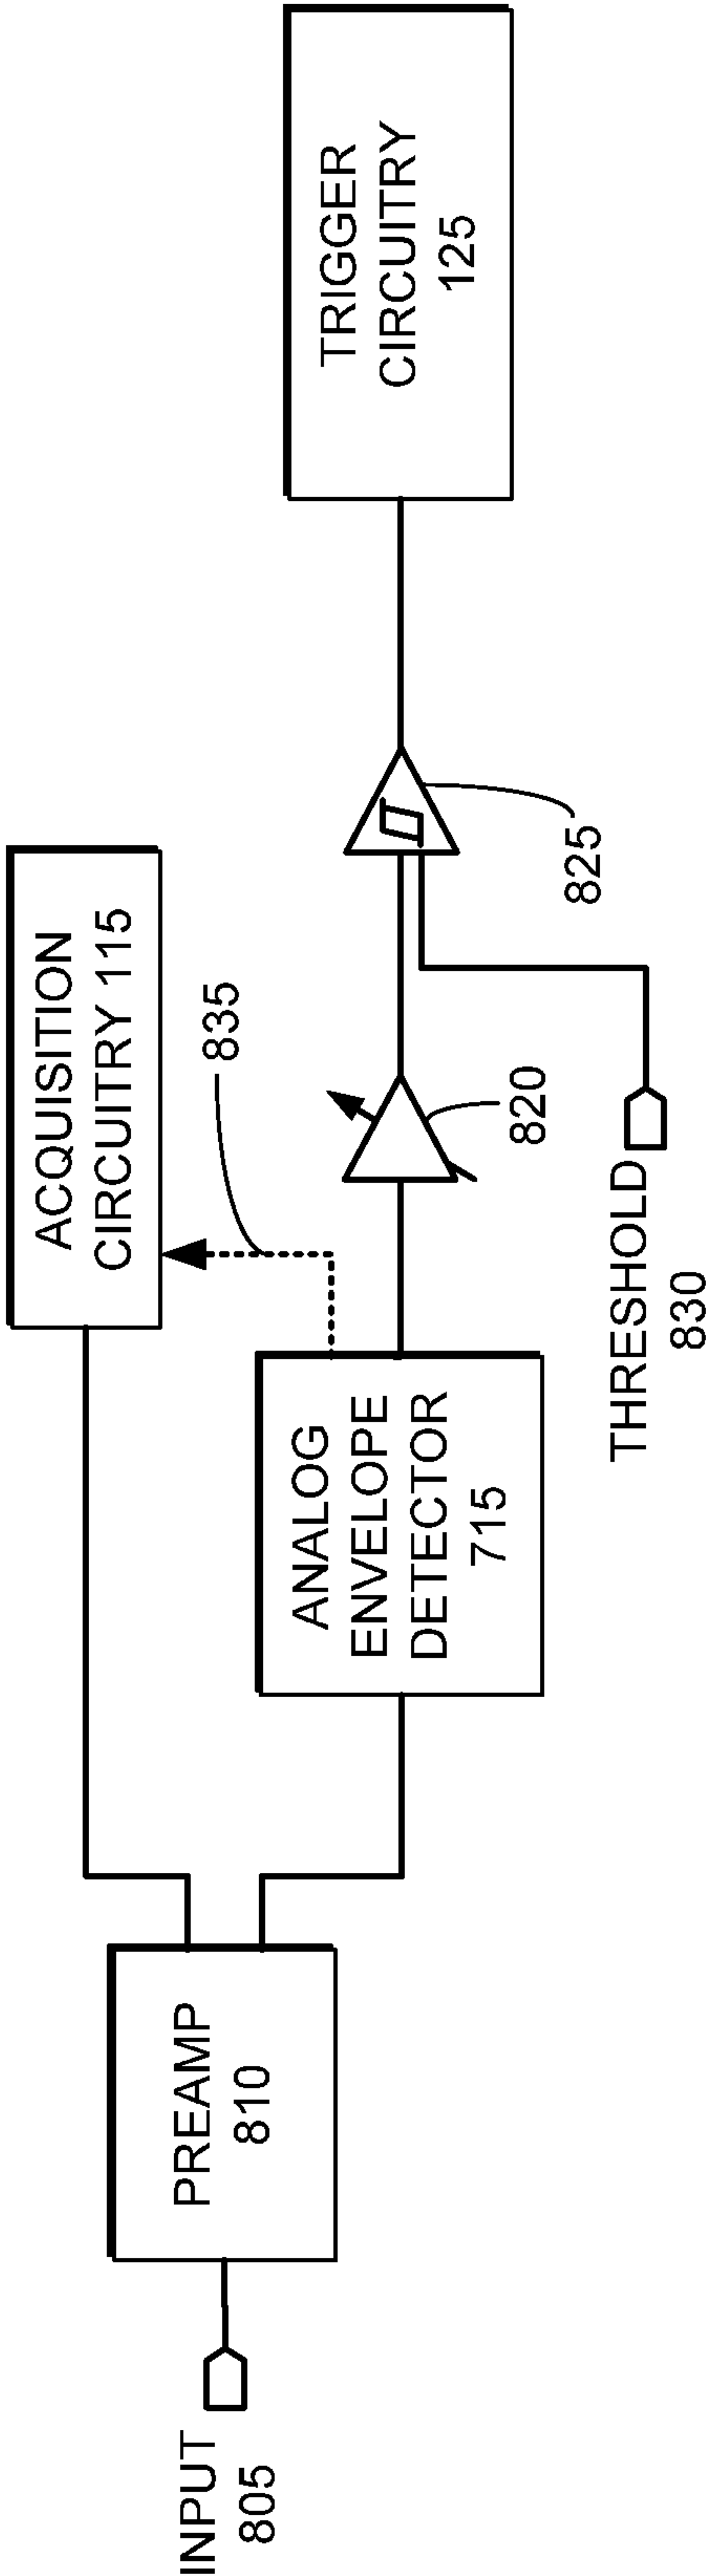 INPUT
805
PREAMP
810
ACQUISITION
CIRCUITRY 115
835
ANALOG
ENVELOPE
DETECTOR
715
820
THRESHOLD
830
825
TRIGGER
CIRCUITRY
125